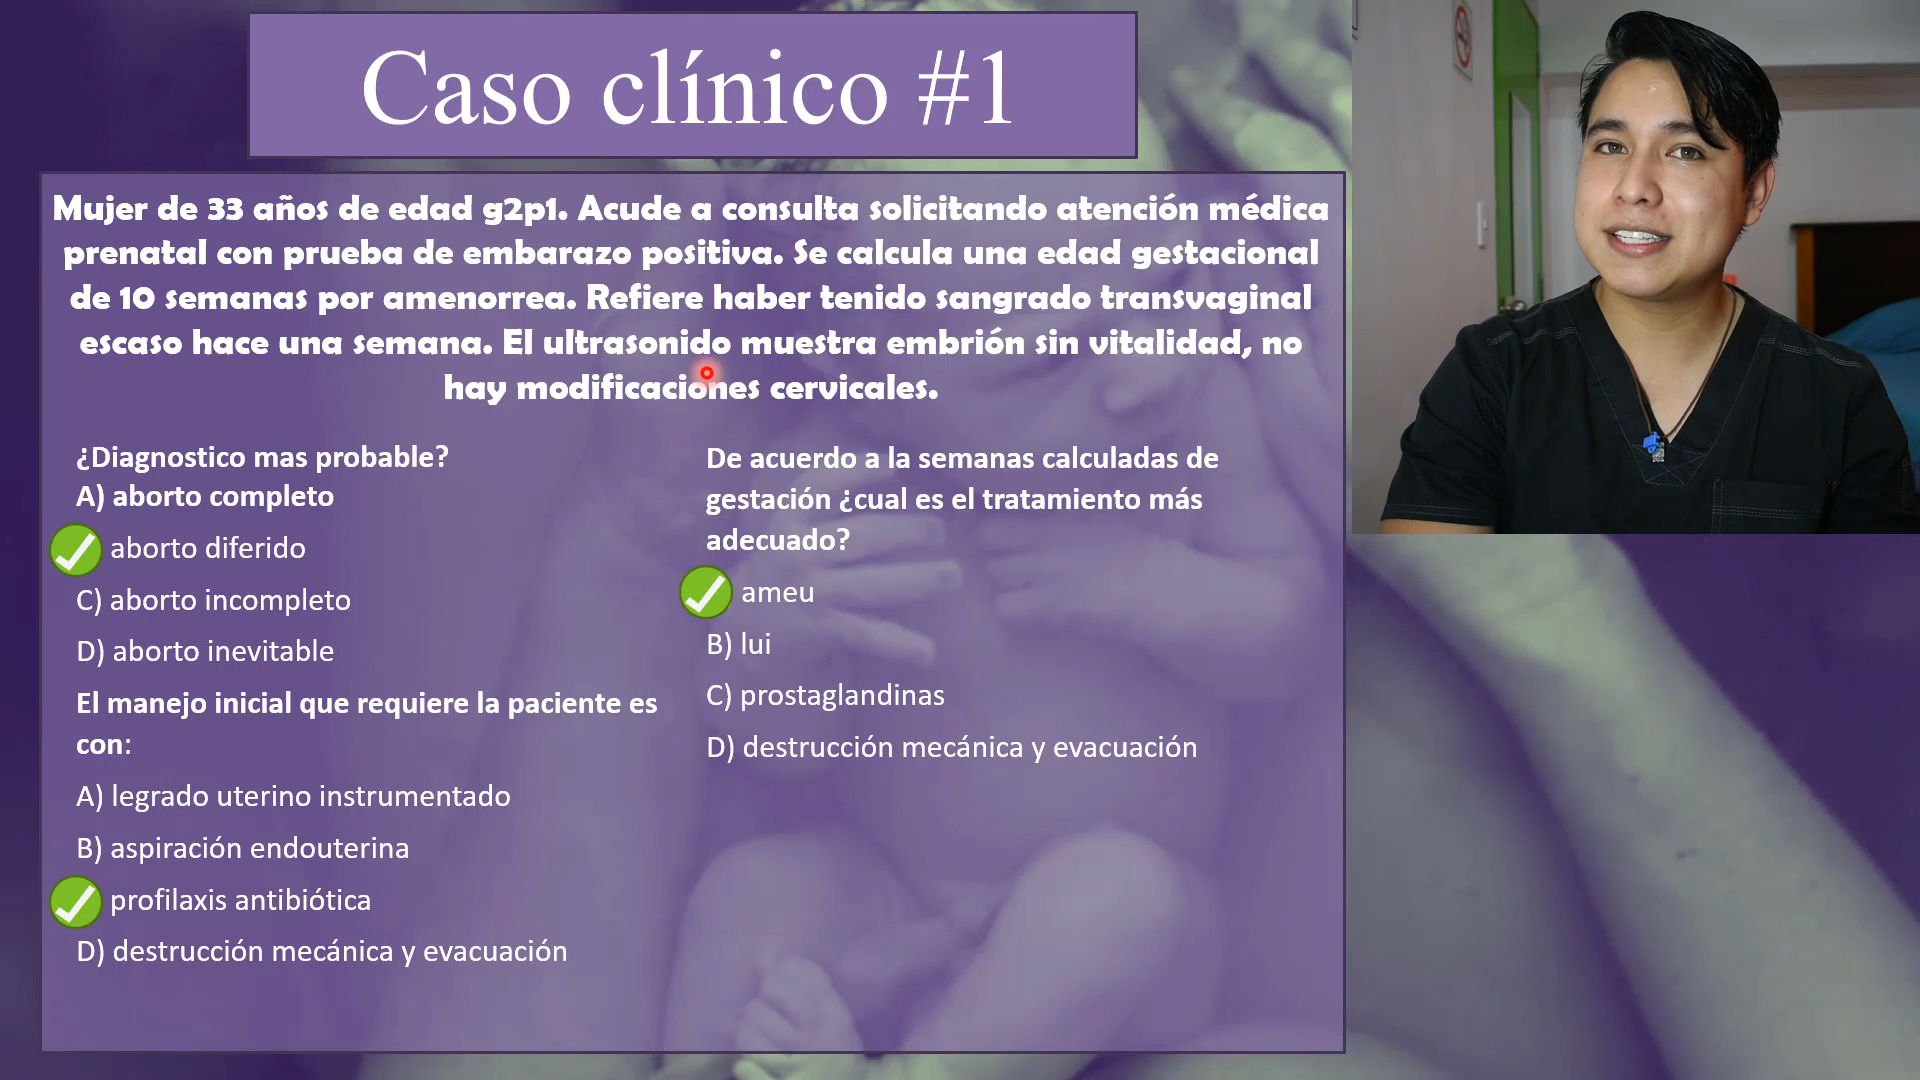 Caso clínico #1
Mujer de 33 años de edad g2p1. Acude a consulta solicitando atención médica
prenatal con prueba de embarazo positiva. Se calcula una edad gestacional
de 10 semanas por amenorrea. Refiere haber tenido sangrado transvaginal
escaso hace una semana. El ultrasonido muestra embrión sin vitalidad, no
hay modificaciones cervicales.
¿Diagnostico mas probable?
A) aborto completo
aborto diferido
C) aborto incompleto
D) aborto inevitable
El manejo inicial que requiere la paciente es
con:
A) legrado uterino instrumentado
B) aspiración endouterina
profilaxis antibiótica
D) destrucción mecánica y evacuación
De acuerdo a la semanas calculadas de
gestación ¿cual es el tratamiento más
adecuado?
ameu
B) lui
C) prostaglandinas
D) destrucción mecánica y evacuación